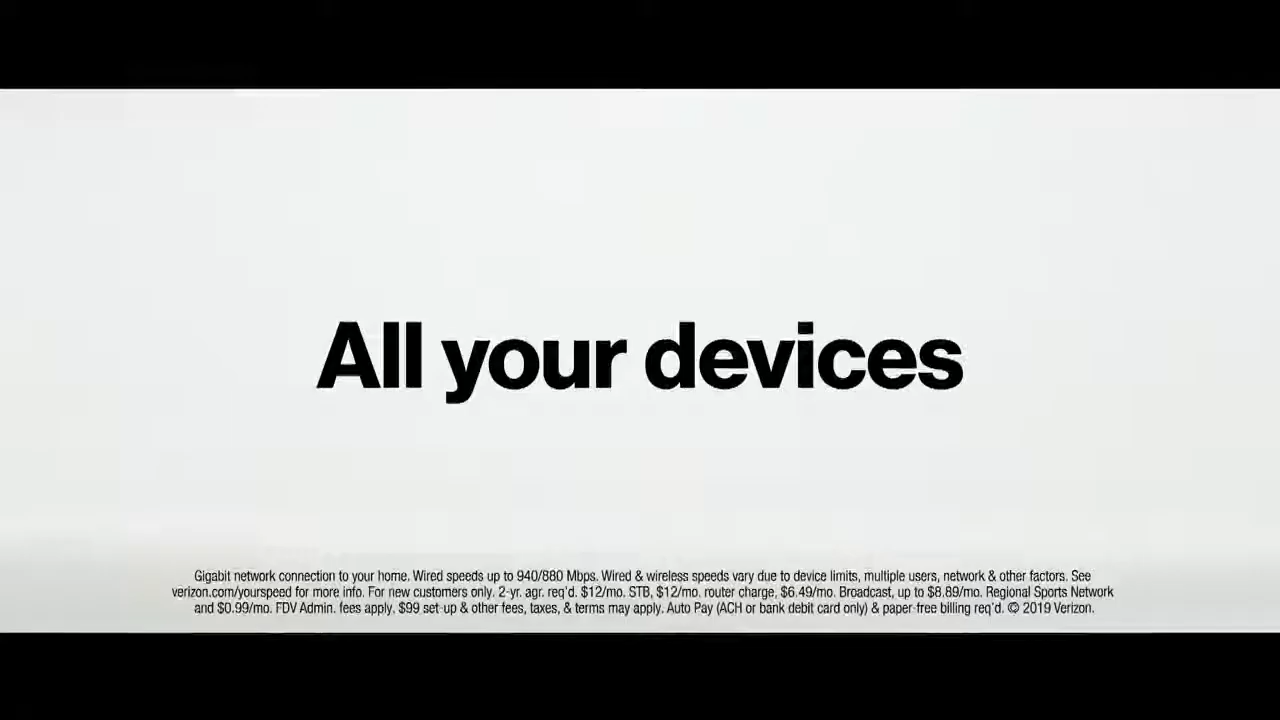 All your devices
Gigabit network connection to your home. Wired speeds up to 940/880 Mbps. Wired & wireless speeds vary due to device limits, multiple users, network & other factors. See
verizon.com/yourspeed for more info. For new customers only. 2-yr. agr. req'd. $12/mo. STB, $12/mo. router charge, $6.49/mo. Broadcast, up to $8.89/mo. Regional Sports Network
and $0.99/mo. FDV Admin. fees apply, $99 set-up & other fees, taxes, & terms may apply. Auto Pay (ACH or bank debit card only) & paper-free billing req'd. © 2019 Verizon.